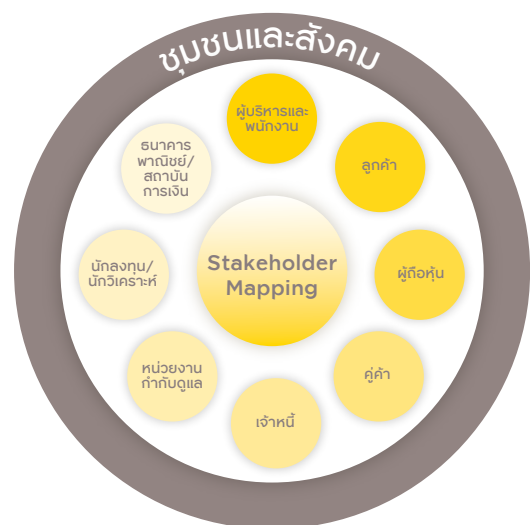 ชุมชนและสังคม
ผู้บริหารและ
พนักงาน
ลูกค้า
ผู้ถือหุ้น
คู่ค้า
เจ้าหนี้
หน่วยงาน
กำกับดูแล
นักลงทุน/
นักวิเคราะห์
ธนาคาร
พาณิชย์/
สถาบัน
การเงิน
Stakeholder
Mapping